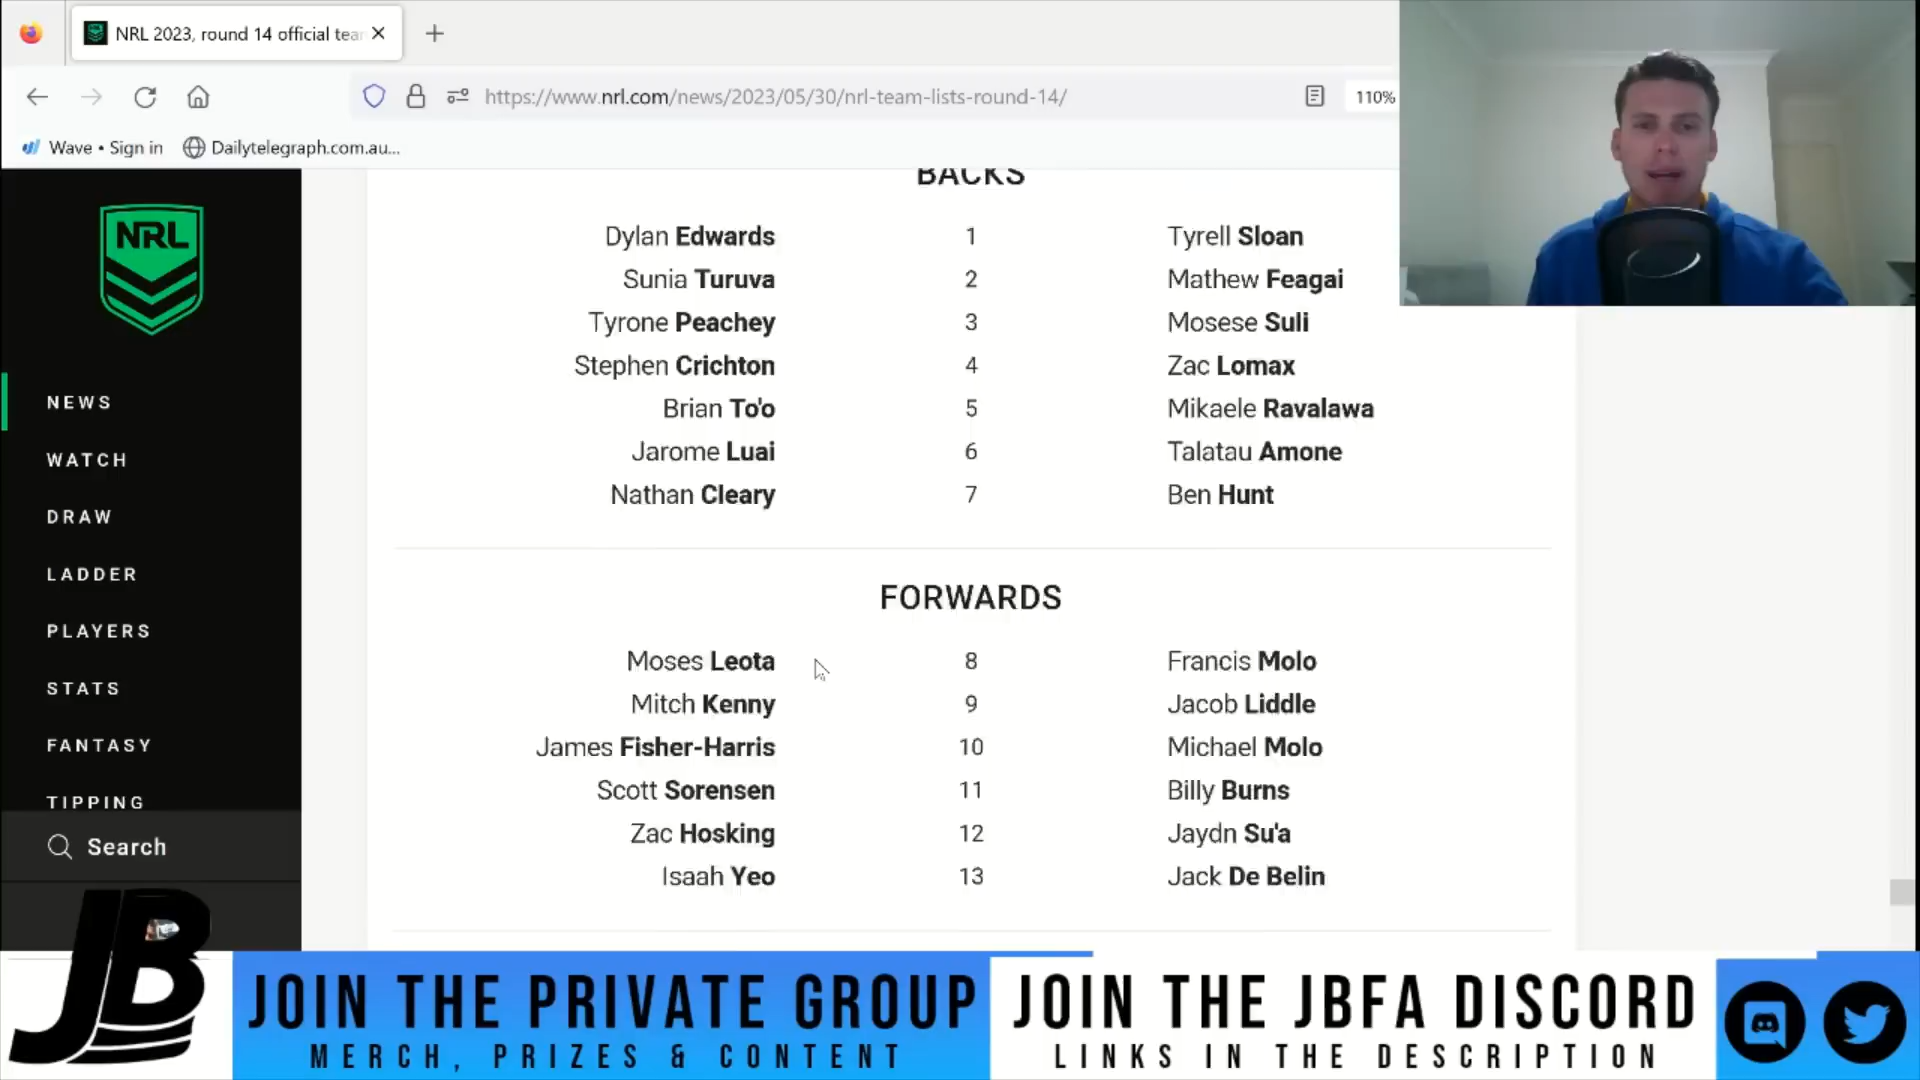 NRL 2023, round 14 official tea
https://www.nrl.com/news/2023/05/30/nrl-team-lists-round-14/
110%
Wave • Sign in
Dailytelegraph.com.au...
NRL
NEWS
WATCH
DRAW
LADDER
PLAYERS
STATS
FANTASY
TIPPING
Search
BACKS
Dylan Edwards 1 Tyrell Sloan
Sunia Turuva 2 Mathew Feagai
Tyrone Peachey 3 Mosese Suli
Stephen Crichton 4 Zac Lomax
Brian To'o 5 Mikaele Ravalawa
Jarome Luai 6 Talatau Amone
Nathan Cleary 7 Ben Hunt
FORWARDS
Moses Leota 8 Francis Molo
Mitch Kenny 9 Jacob Liddle
James Fisher-Harris 10 Michael Molo
Scott Sorensen 11 Billy Burns
Zac Hosking 12 Jaydn Su'a
Isaah Yeo 13 Jack De Belin
JB
JOIN THE PRIVATE GROUP
MERCH, PRIZES & CONTENT
JOIN THE JBFA DISCORD
LINKS IN THE DESCRIPTION